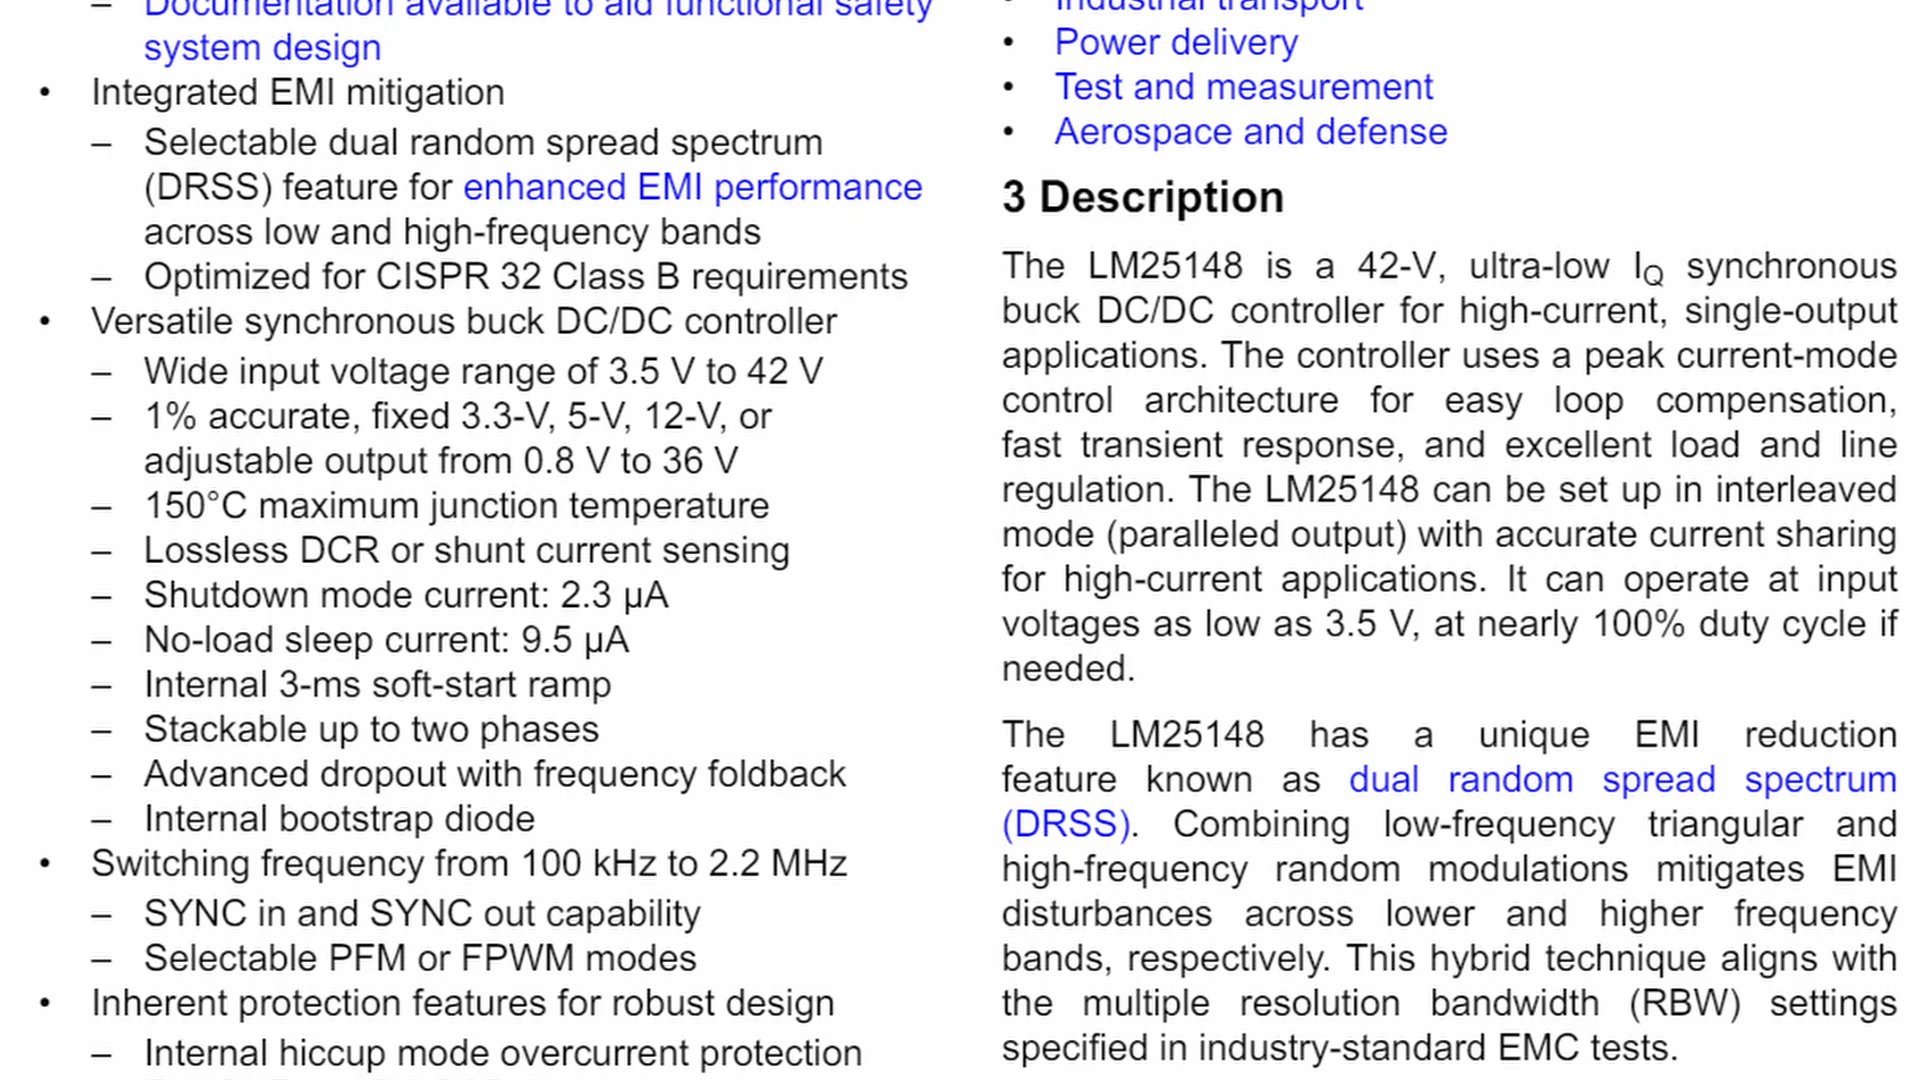 – Documentation available to aid functional safety
system design
• Integrated EMI mitigation
– Selectable dual random spread spectrum
(DRSS) feature for enhanced EMI performance
across low and high-frequency bands
– Optimized for CISPR 32 Class B requirements
• Versatile synchronous buck DC/DC controller
– Wide input voltage range of 3.5 V to 42 V
– 1% accurate, fixed 3.3-V, 5-V, 12-V, or
adjustable output from 0.8 V to 36 V
– 150°C maximum junction temperature
– Lossless DCR or shunt current sensing
– Shutdown mode current: 2.3 µA
– No-load sleep current: 9.5 µA
– Internal 3-ms soft-start ramp
– Stackable up to two phases
– Advanced dropout with frequency foldback
– Internal bootstrap diode
• Switching frequency from 100 kHz to 2.2 MHz
– SYNC in and SYNC out capability
– Selectable PFM or FPWM modes
• Inherent protection features for robust design
– Internal hiccup mode overcurrent protection
• Industrial transport
• Power delivery
• Test and measurement
• Aerospace and defense
3 Description
The LM25148 is a 42-V, ultra-low IQ synchronous
buck DC/DC controller for high-current, single-output
applications. The controller uses a peak current-mode
control architecture for easy loop compensation,
fast transient response, and excellent load and line
regulation. The LM25148 can be set up in interleaved
mode (paralleled output) with accurate current sharing
for high-current applications. It can operate at input
voltages as low as 3.5 V, at nearly 100% duty cycle if
needed.
The LM25148 has a unique EMI reduction
feature known as dual random spread spectrum
(DRSS). Combining low-frequency triangular and
high-frequency random modulations mitigates EMI
disturbances across lower and higher frequency
bands, respectively. This hybrid technique aligns with
the multiple resolution bandwidth (RBW) settings
specified in industry-standard EMC tests.